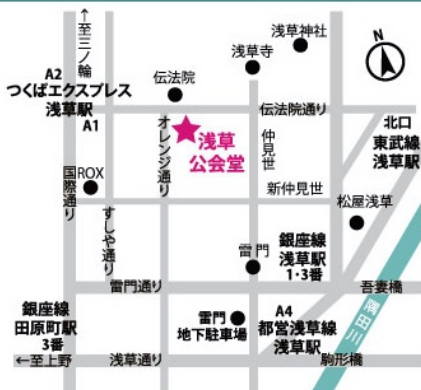 ←至三ノ輪
浅草神社
N
浅草寺
A2
つくばエクスプレス
浅草駅
A1
伝法院
伝法院通り
北口
東武線
浅草駅
オレンジ通り
浅草
公会堂
仲見世
国際通り
ROX
新仲見世
松屋浅草
すしや通り
雷門
銀座線
浅草駅
1・3番
雷門通り
吾妻橋
銀座線
田原町駅
3番
雷門
地下駐車場
A4
都営浅草線
浅草駅
隅田川
←至上野
浅草通り
駒形橋